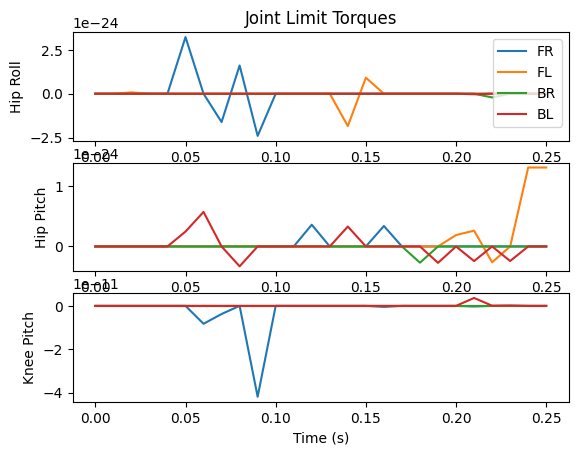 Joint Limit Torques
1e−24
Hip Roll
2.5
0.0
−2.5
FR
FL
BR
BL
0.00 0.05 0.10 0.15 0.20 0.25
1e−24
Hip Pitch
1
0
0.00 0.05 0.10 0.15 0.20 0.25
1e−11
Knee Pitch
0
−2
−4
0.00 0.05 0.10 0.15 0.20 0.25
Time (s)